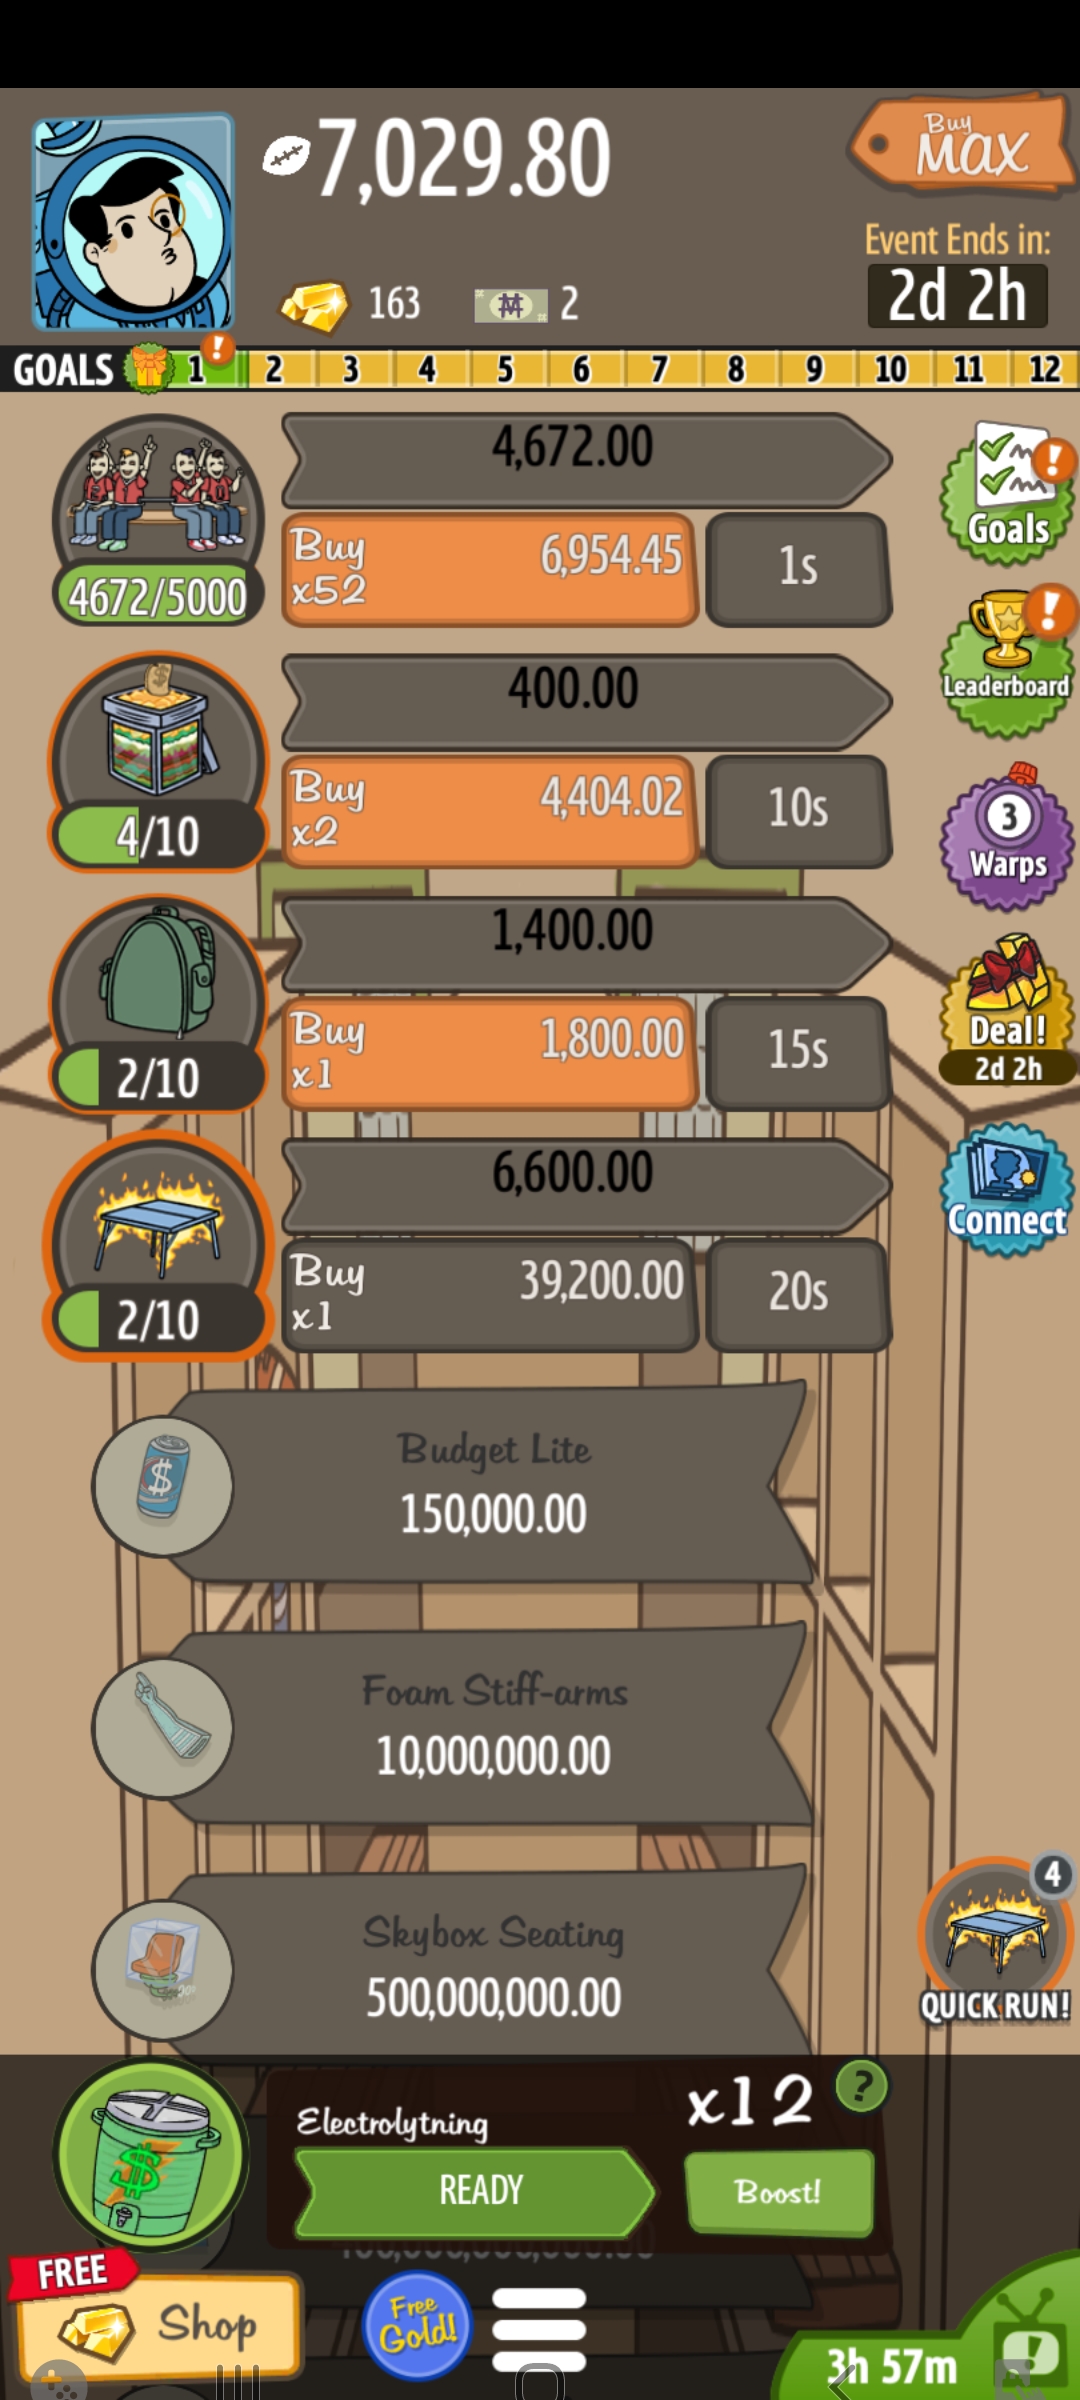 7,029.80
Buy
MAX
Event Ends in:
2d 2h
163
2
GOALS 1 ! 2 3 4 5 6 7 8 9 10 11 12
4,672.00
Buy
x52
6,954.45
1s
4672/5000
!
Goals
400.00
Buy
x2
4,404.02
10s
4/10
!
Leaderboard
3
Warps
1,400.00
Buy
x1
1,800.00
15s
2/10
Deal!
2d 2h
6,600.00
Buy
x1
39,200.00
20s
2/10
Connect
Budget Lite
150,000.00
Foam Stiff-arms
10,000,000.00
Skybox Seating
500,000,000.00
4
QUICK RUN!
Electrolytning
x12
?
READY
Boost!
FREE
Shop
Free
Gold!
3h 57m
!